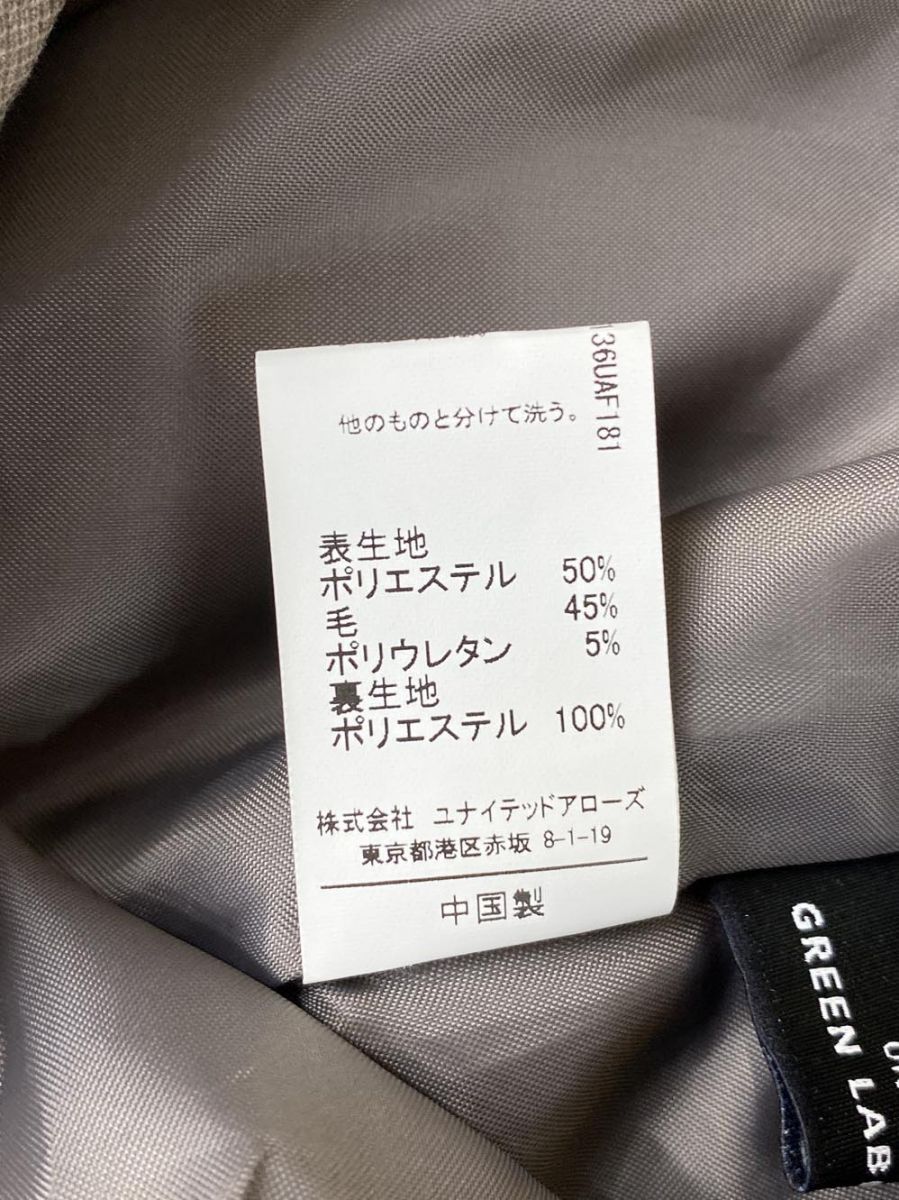 36UAF181
他のものと分けて洗う。
表生地
ポリエステル 50%
毛 45%
ポリウレタン 5%
裏生地
ポリエステル 100%
株式会社 ユナイテッドアローズ
東京都港区赤坂 8-1-19
中国製
GREEN LAB